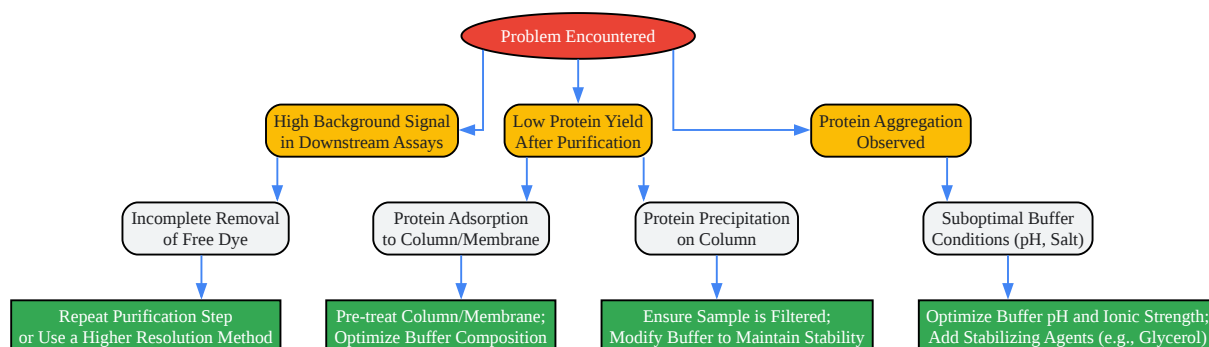 Problem Encountered
High Background Signal
in Downstream Assays
Low Protein Yield
After Purification
Protein Aggregation
Observed
Incomplete Removal
of Free Dye
Protein Adsorption
to Column/Membrane
Protein Precipitation
on Column
Suboptimal Buffer
Conditions (pH, Salt)
Repeat Purification Step
or Use a Higher Resolution Method
Pre-treat Column/Membrane;
Optimize Buffer Composition
Ensure Sample is Filtered;
Modify Buffer to Maintain Stability
Optimize Buffer pH and Ionic Strength;
Add Stabilizing Agents (e.g., Glycerol)